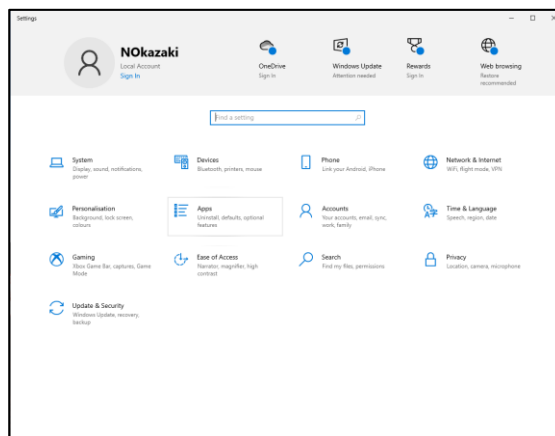 Settings
NOkazaki
Local Account
Sign In
OneDrive
Sign In
Windows Update
Attention needed
Rewards
Sign In
Web browsing
Restore
recommended
Find a setting
System
Display, sound, notifications,
power
Devices
Bluetooth, printers, mouse
Phone
Link your Android, iPhone
Network & Internet
WiFi, flight mode, VPN
Personalisation
Background, lock screen,
colours
Apps
Uninstall, defaults, optional
features
Accounts
Your accounts, email, sync,
work, family
Time & Language
Speech, region, date
Gaming
Xbox Game Bar, captures, Game
Mode
Ease of Access
Narrator, magnifier, high
contrast
Search
Find my files, permissions
Privacy
Location, camera, microphone
Update & Security
Windows Update, recovery,
backup